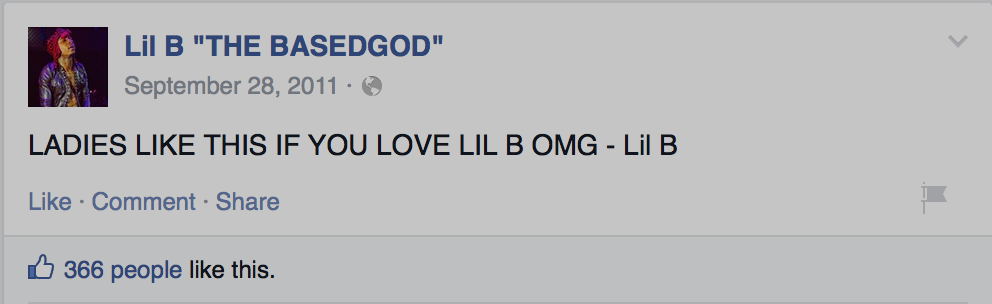 Lil B "THE BASEDGOD"
September 28, 2011 ·
LADIES LIKE THIS IF YOU LOVE LIL B OMG - Lil B
Like · Comment · Share
366 people like this.